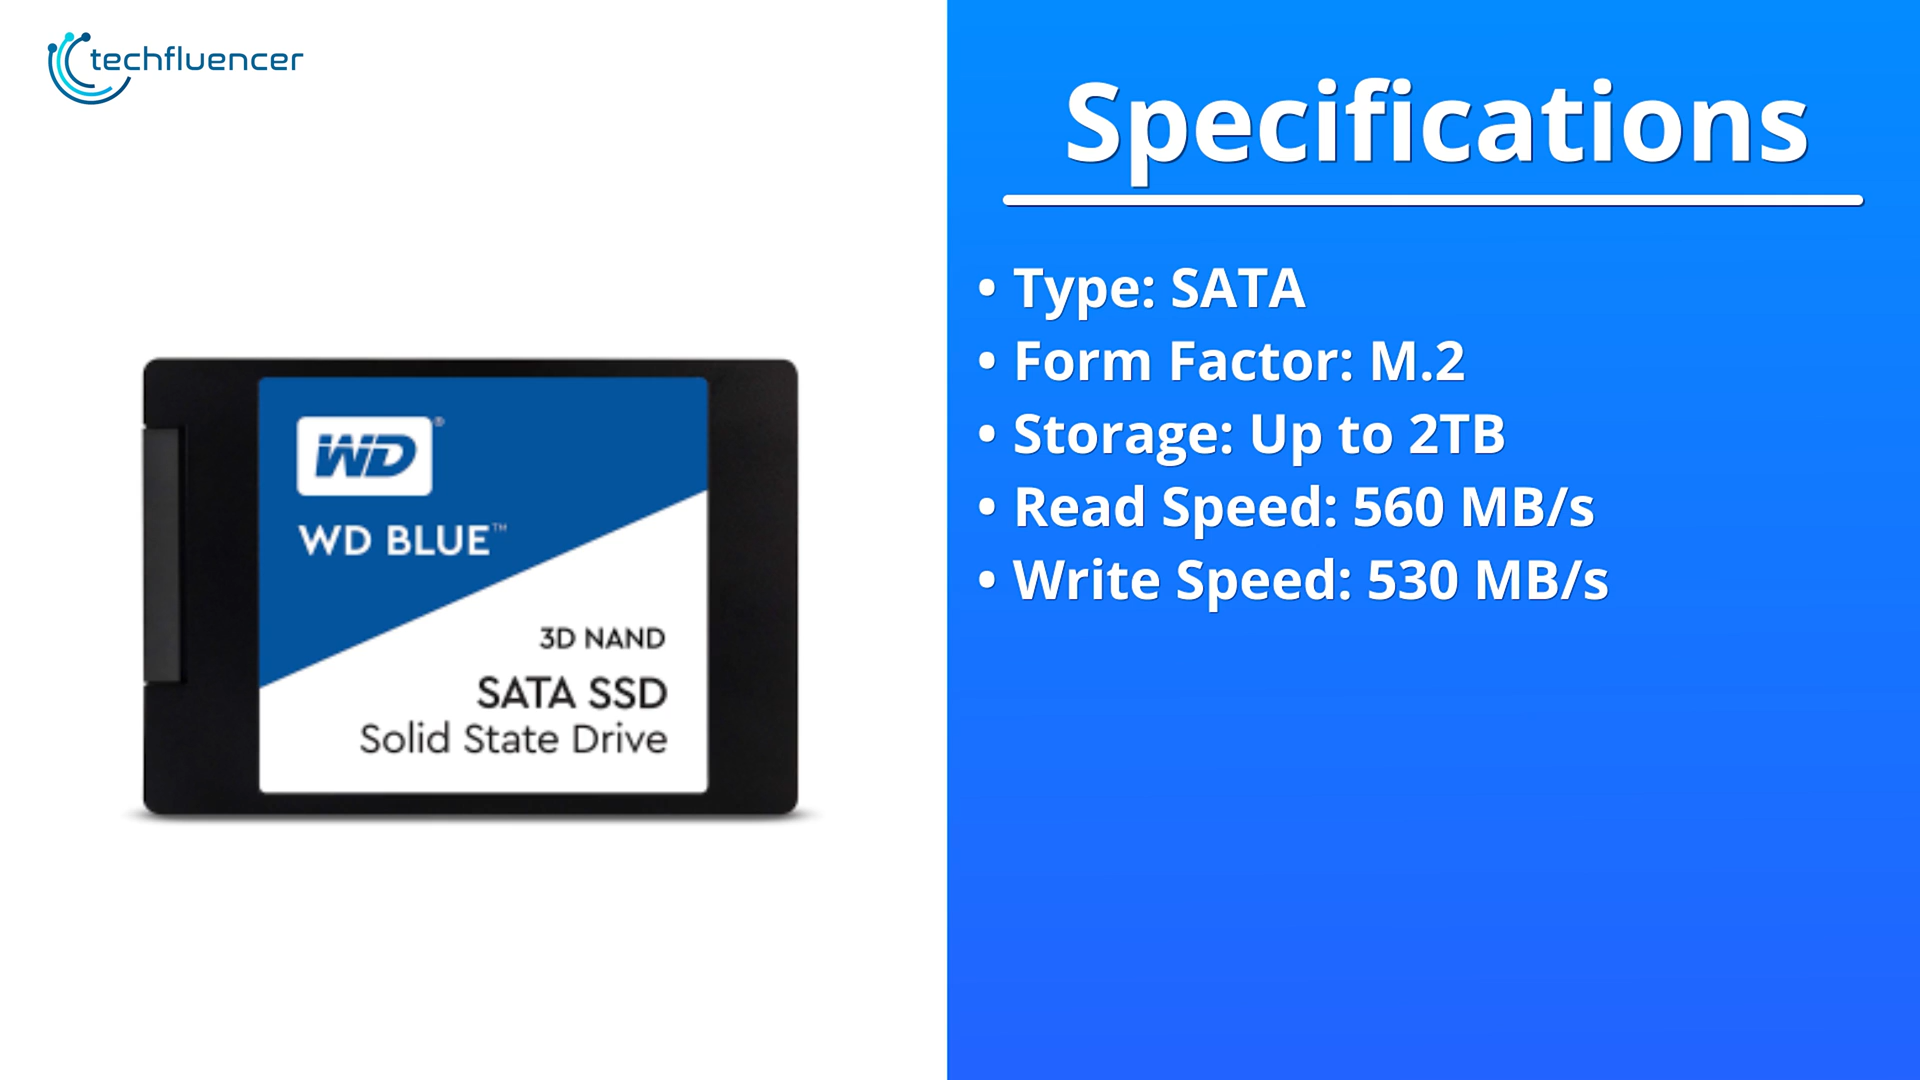 techfluencer
Specifications
• Type: SATA
• Form Factor: M.2
• Storage: Up to 2TB
• Read Speed: 560 MB/s
• Write Speed: 530 MB/s
WD®
WD BLUE™
3D NAND
SATA SSD
Solid State Drive